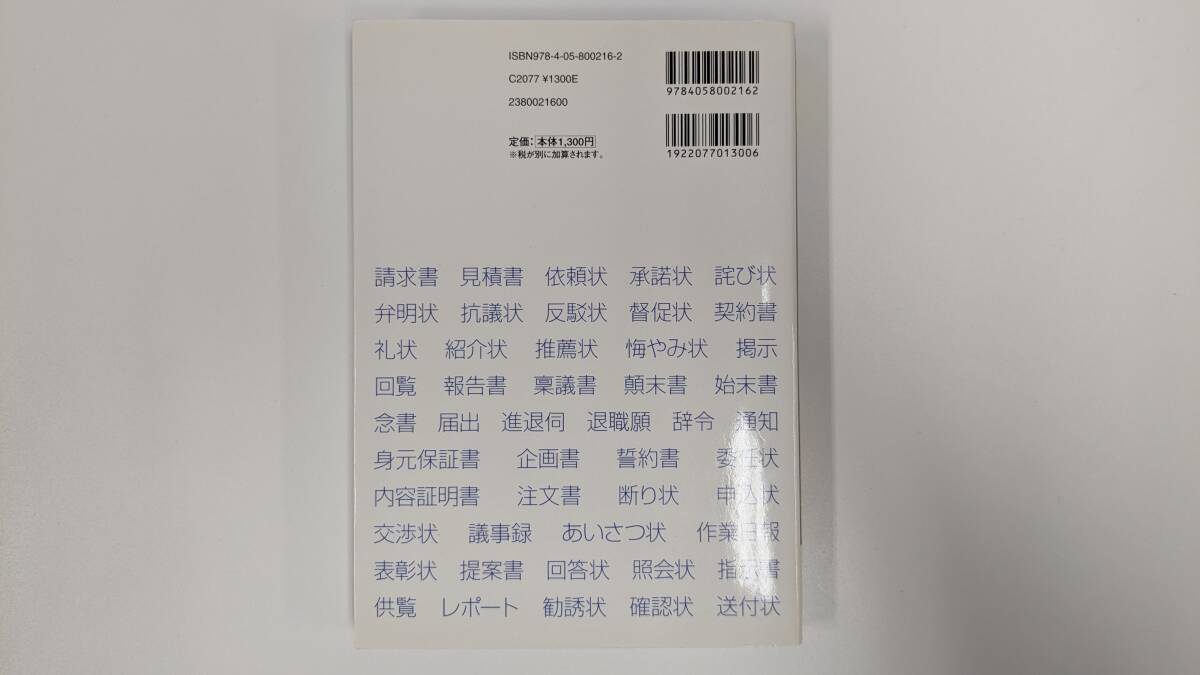 ISBN978-4-05-800216-2
C2077 ¥1300E
2380021600
定価:本体1,300円
※税が別に加算されます。
9784058002162
1922077013006
請求書 見積書 依頼状 承諾状 詫び状
弁明状 抗議状 反駁状 督促状 契約書
礼状 紹介状 推薦状 悔やみ状 掲示
回覧 報告書 稟議書 顛末書 始末書
念書 届出 進退伺 退職願 辞令 通知
身元保証書 企画書 誓約書 委任状
内容証明書 注文書 断り状 申込状
交渉状 議事録 あいさつ状 作業日報
表彰状 提案書 回答状 照会状 指示書
供覧 レポート 勧誘状 確認状 送付状